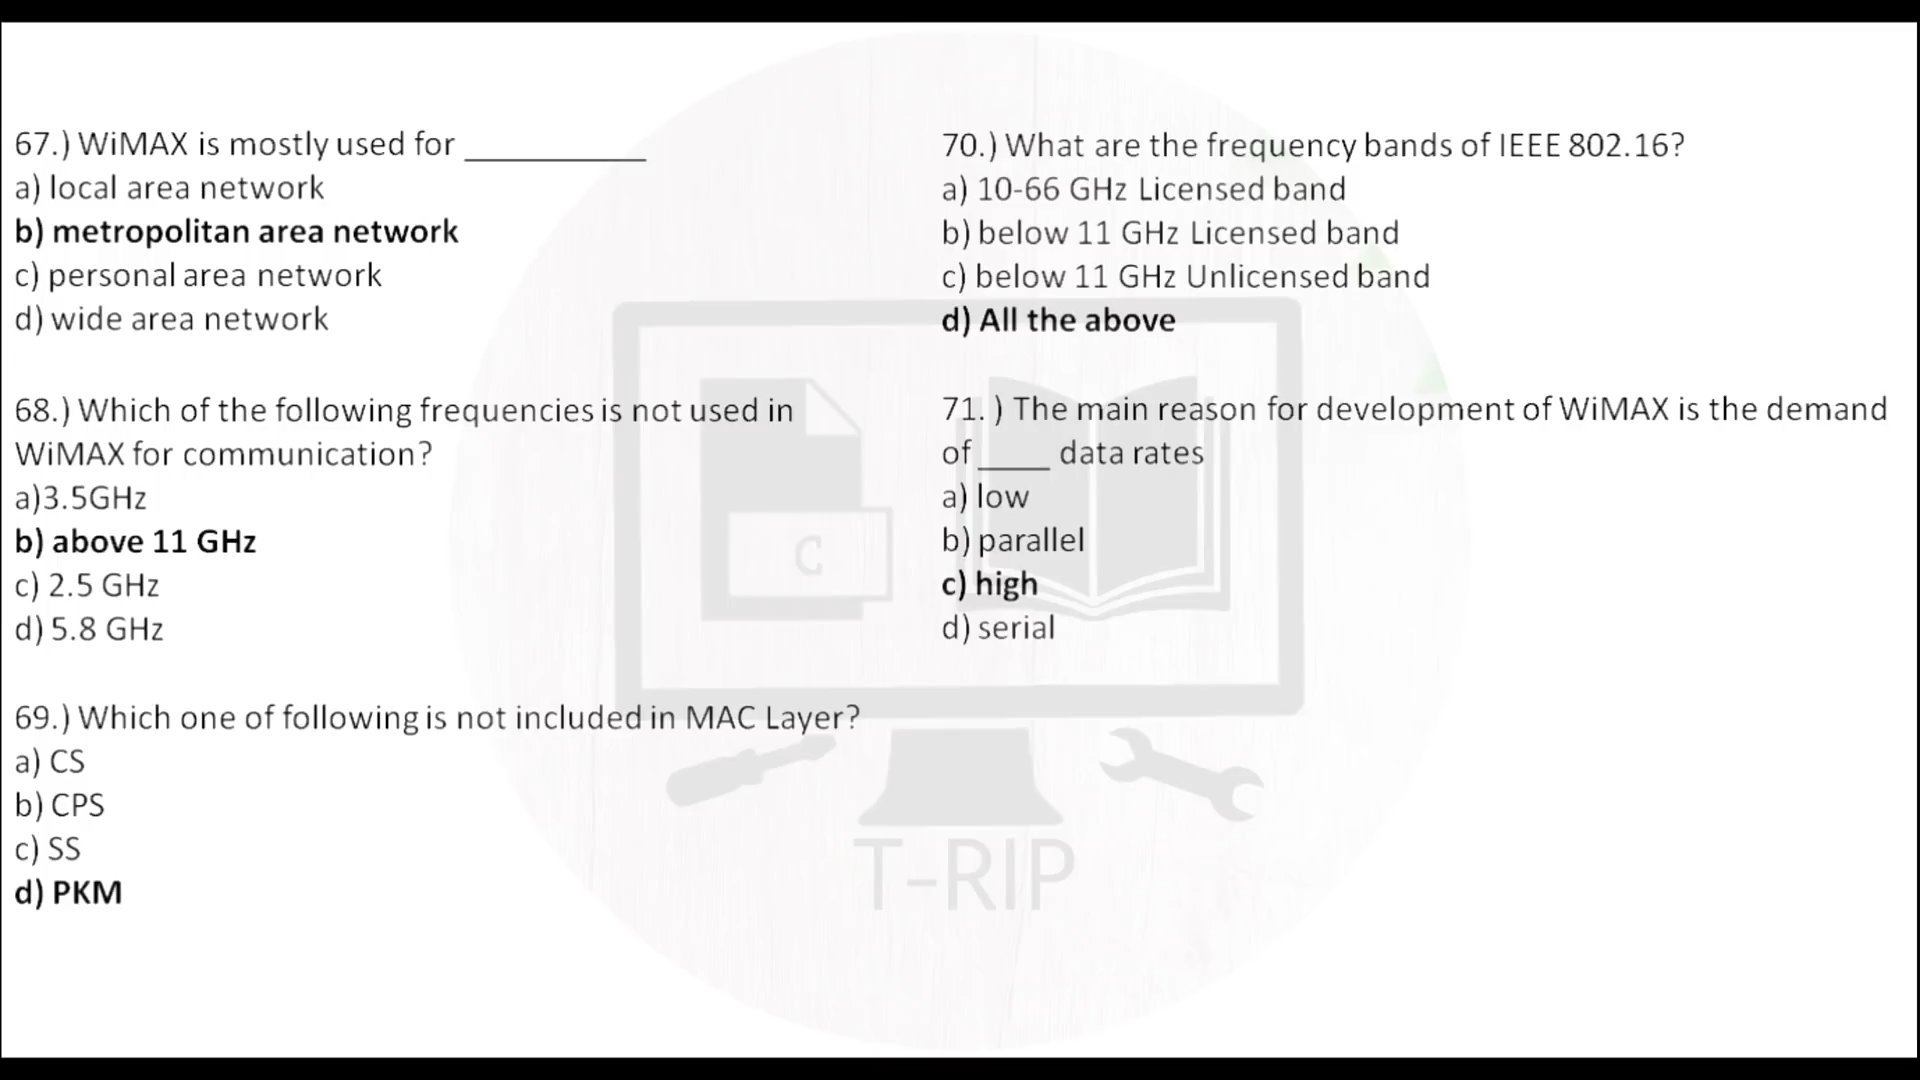 67.) WiMAX is mostly used for ___________
a) local area network
b) metropolitan area network
c) personal area network
d) wide area network
68.) Which of the following frequencies is not used in
WiMAX for communication?
a)3.5GHz
b) above 11 GHz
c) 2.5 GHz
d) 5.8 GHz
69.) Which one of following is not included in MAC Layer?
a) CS
b) CPS
c) SS
d) PKM
70.) What are the frequency bands of IEEE 802.16?
a) 10-66 GHz Licensed band
b) below 11 GHz Licensed band
c) below 11 GHz Unlicensed band
d) All the above
71. ) The main reason for development of WiMAX is the demand
of ____ data rates
a) low
b) parallel
c) high
d) serial
C
T-RIP